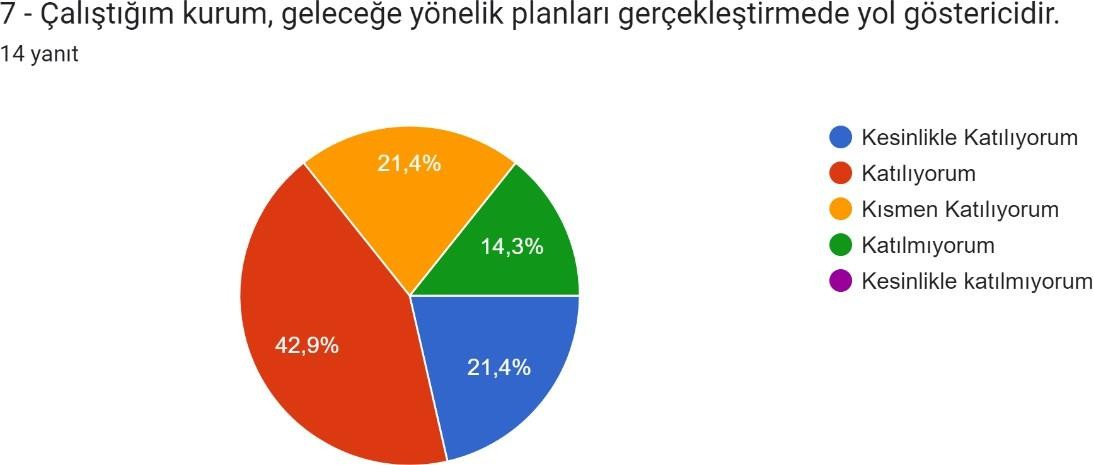 7 - Çalıştığım kurum, geleceğe yönelik planları gerçekleştirmede yol göstericidir.
14 yanıt
21,4%
14,3%
42,9%
21,4%
Kesinlikle Katılıyorum
Katılıyorum
Kısmen Katılıyorum
Katılmıyorum
Kesinlikle katılmıyorum